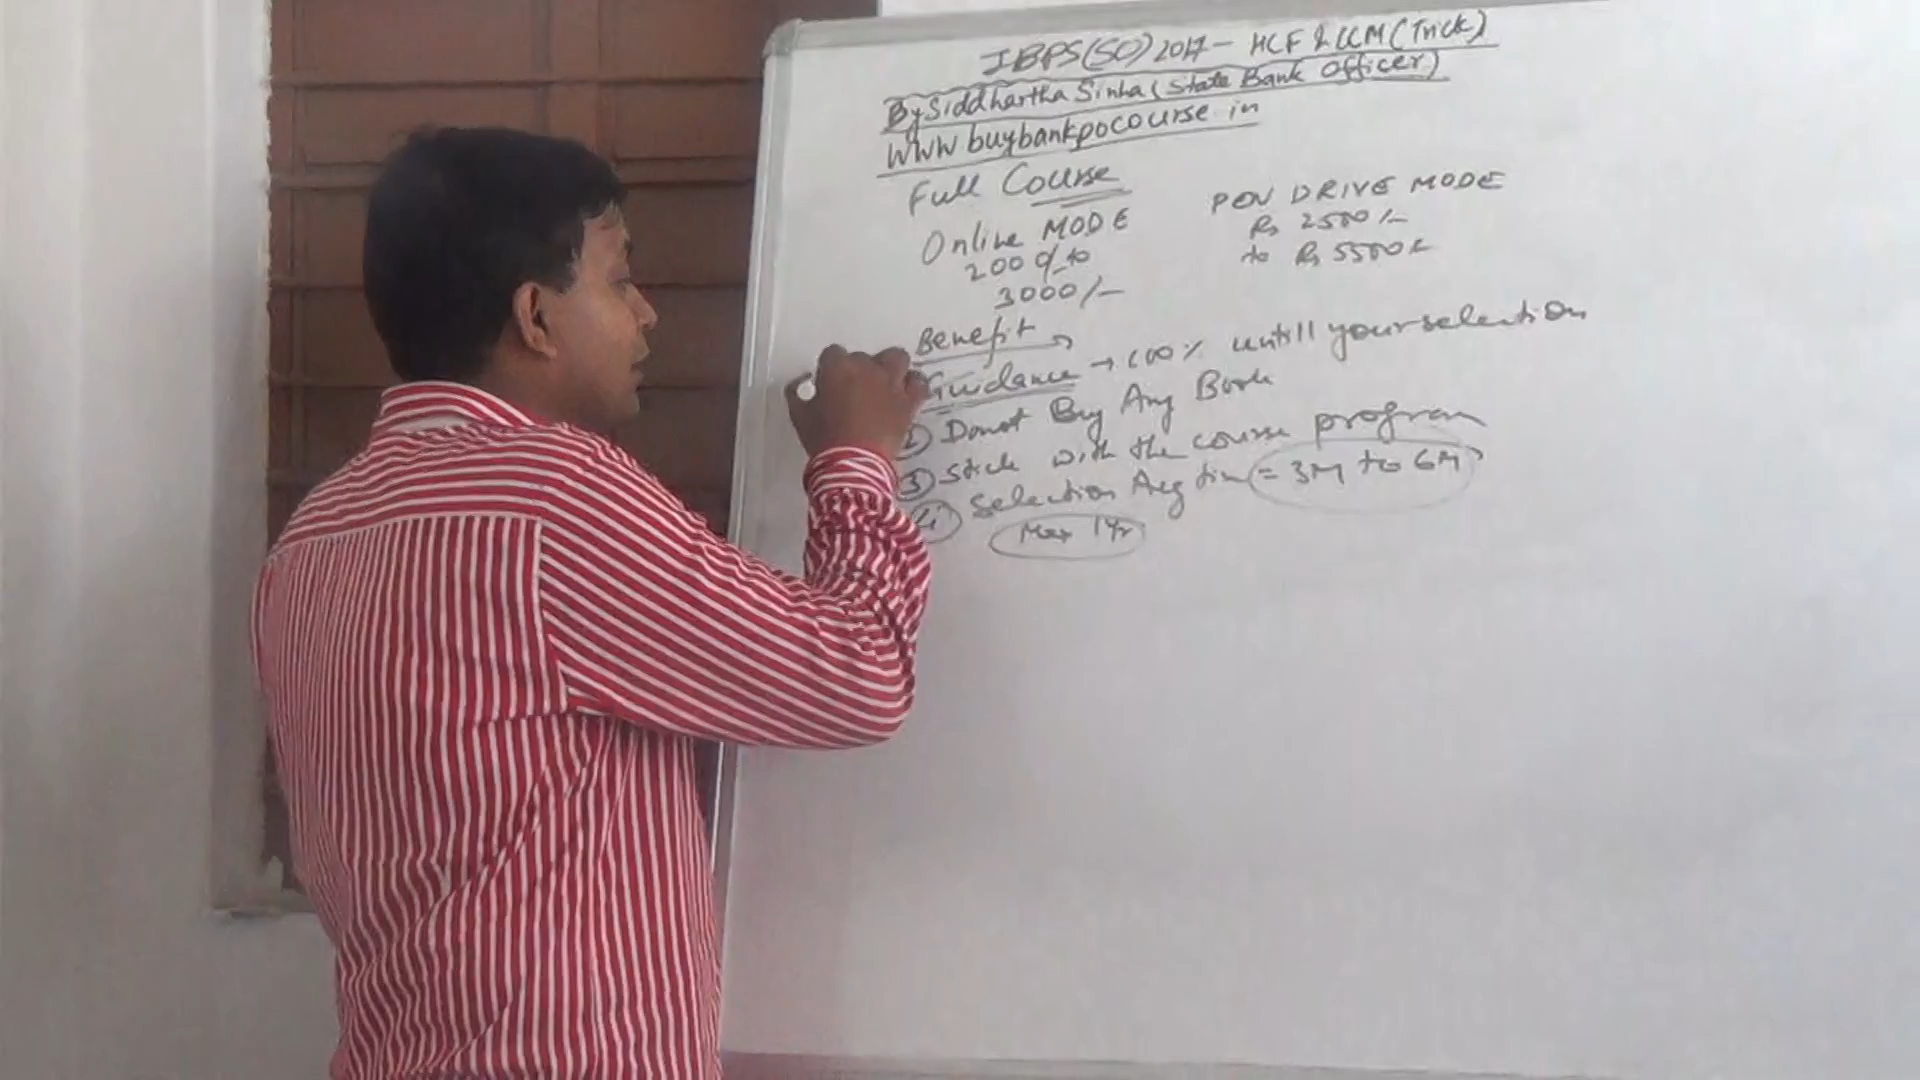 IBPS(SO) 2017 - HCF & LCM (Trick)
By Siddhartha Sinha (State Bank Officer)
www buybankpocourse in
Full Course
Online MODE
2000/- to
3000/-
PEN DRIVE MODE
Rs 2500/-
to Rs 5500/-
Benefit
Guidance → 100% untill your selection
② Donot Buy Any Book
③ Stick with the course program
④ Selection Avg tim = 3M to 6M
Max 1Yr